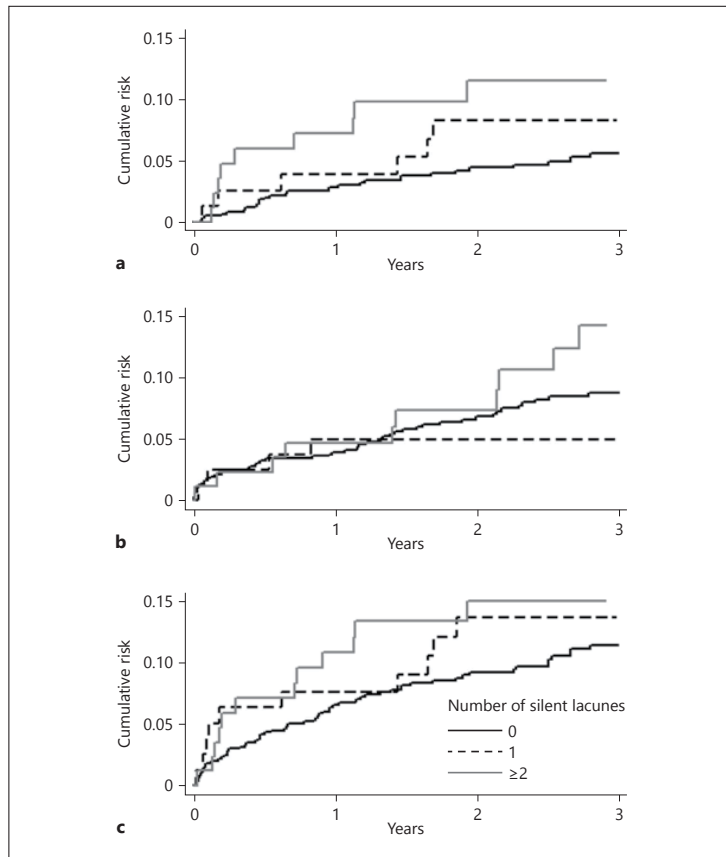 0.15
0.10
0.05
0
Cumulative risk
0 1 2 3
Years
a
0.15
0.10
0.05
0
Cumulative risk
0 1 2 3
Years
b
0.15
0.10
0.05
0
Cumulative risk
Number of silent lacunes
0
1
≥2
0 1 2 3
Years
c